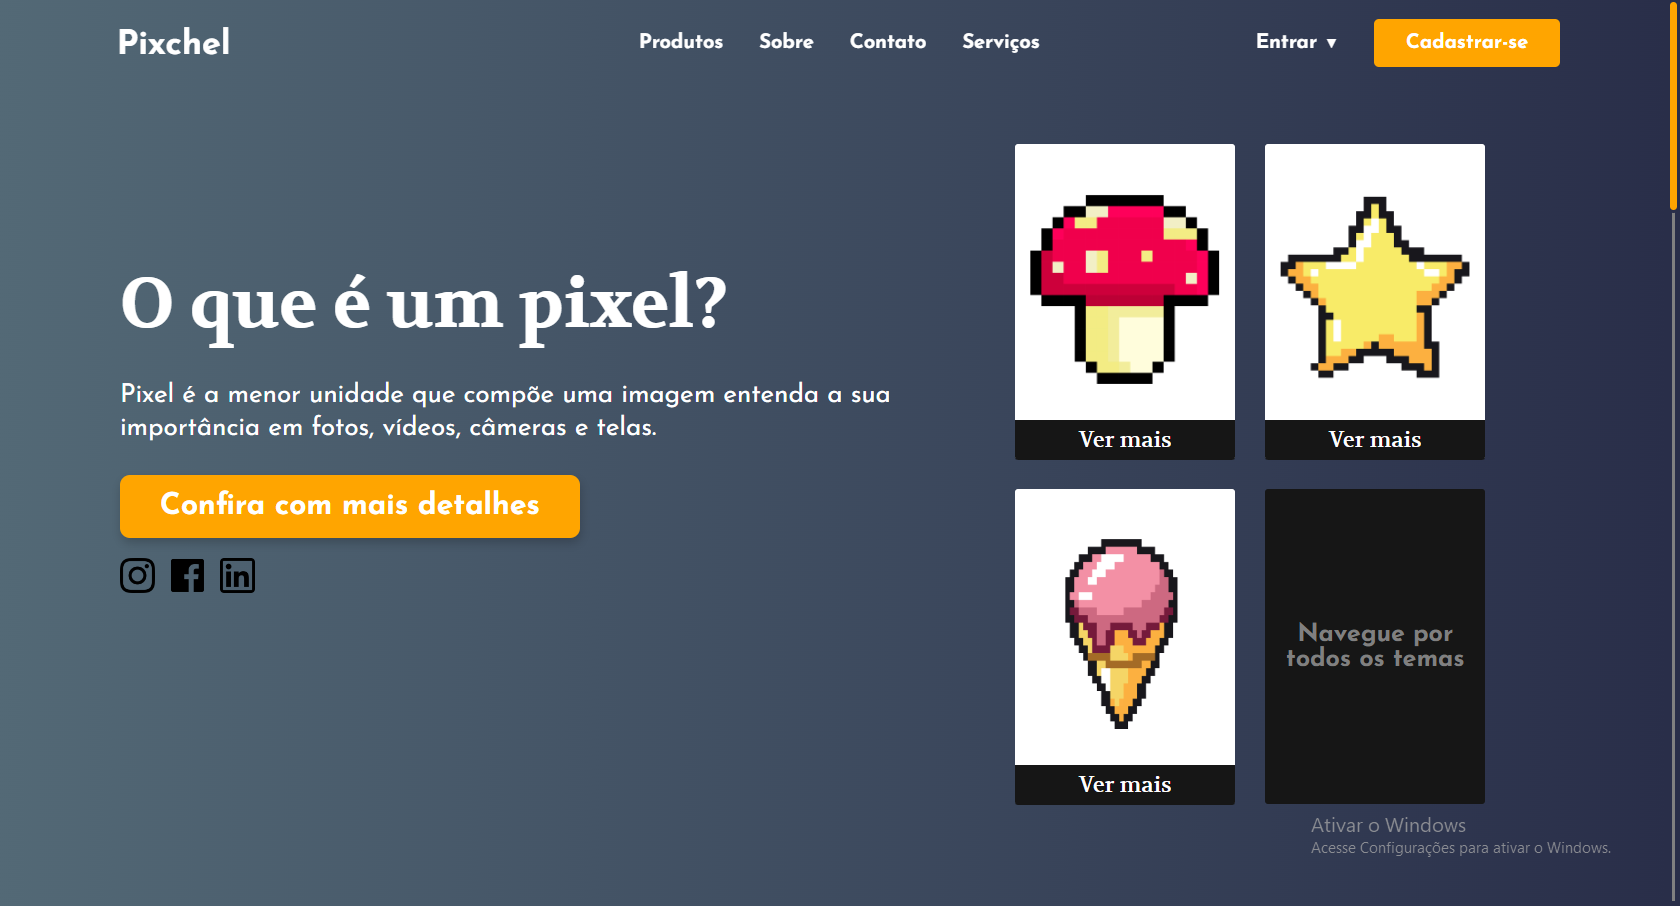 Pixchel
Produtos Sobre Contato Serviços
Entrar ▼
Cadastrar-se
O que é um pixel?
Pixel é a menor unidade que compõe uma imagem entenda a sua
importância em fotos, vídeos, câmeras e telas.
Confira com mais detalhes
Ver mais
Ver mais
Ver mais
Navegue por
todos os temas
Ativar o Windows
Acesse Configurações para ativar o Windows.